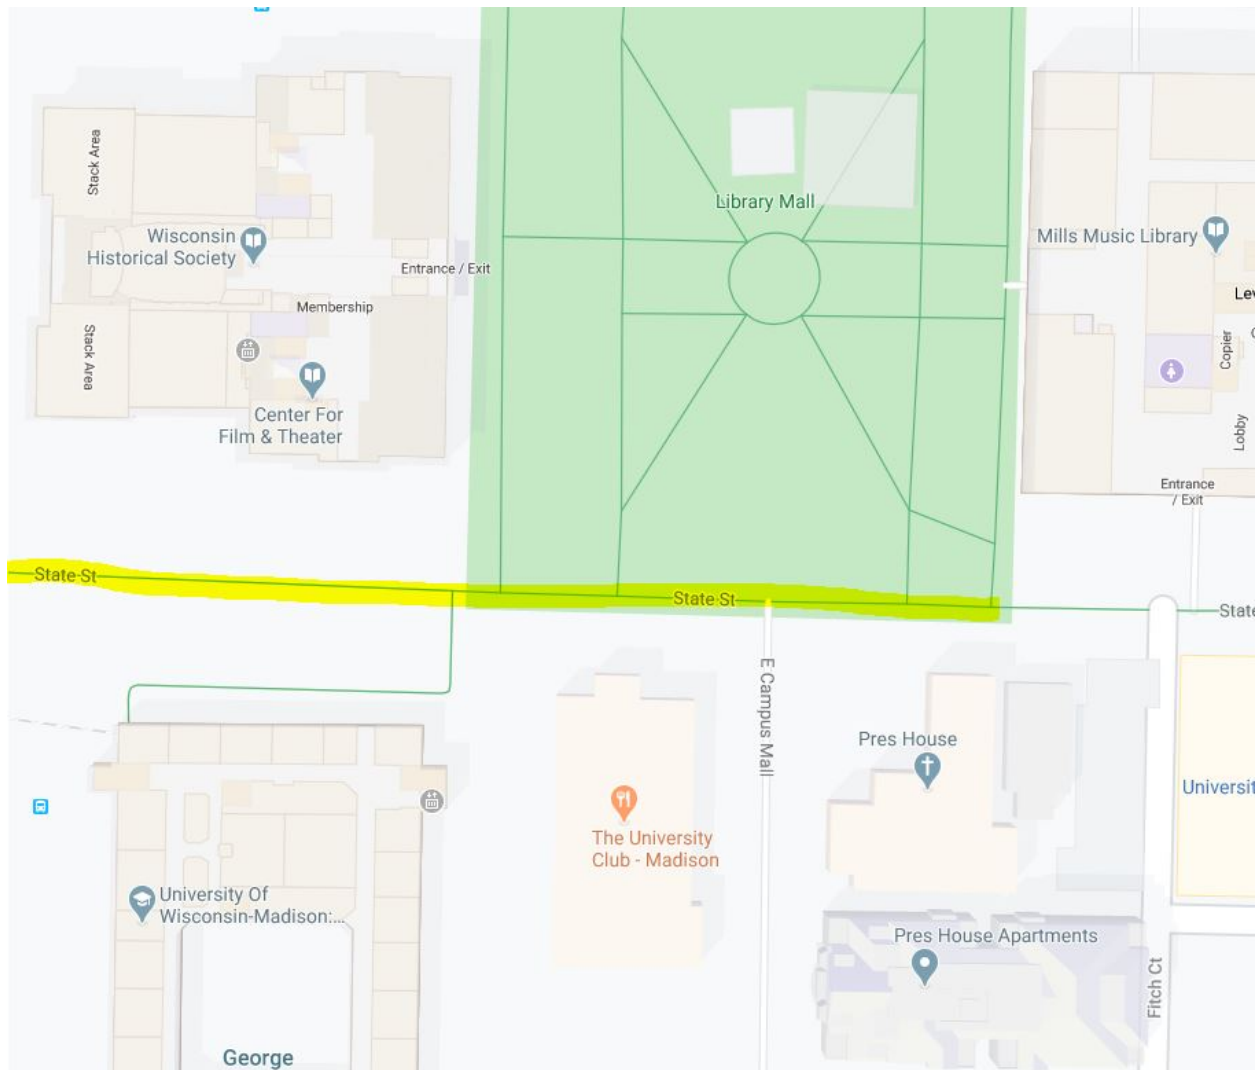 Stack Area
Wisconsin
Historical Society
Entrance / Exit
Membership
Stack Area
Center For
Film & Theater
Library Mall
Mills Music Library
Lev
Copier
Lobby
Entrance
/ Exit
State St
State St
State
E Campus Mall
Pres House
Universit
The University
Club - Madison
University Of
Wisconsin-Madison:...
Pres House Apartments
Fitch Ct
George